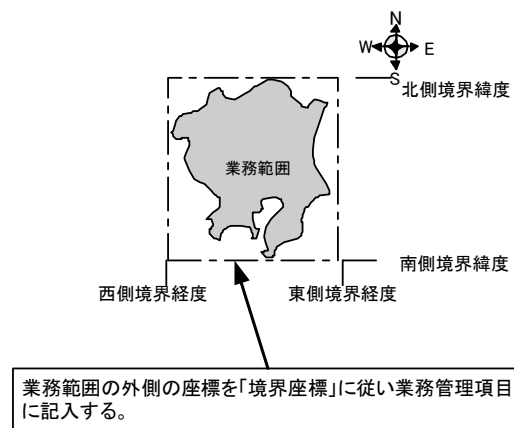 N
W E
S
北側境界緯度
業務範囲
南側境界緯度
西側境界経度 東側境界経度
業務範囲の外側の座標を「境界座標」に従い業務管理項目
に記入する。